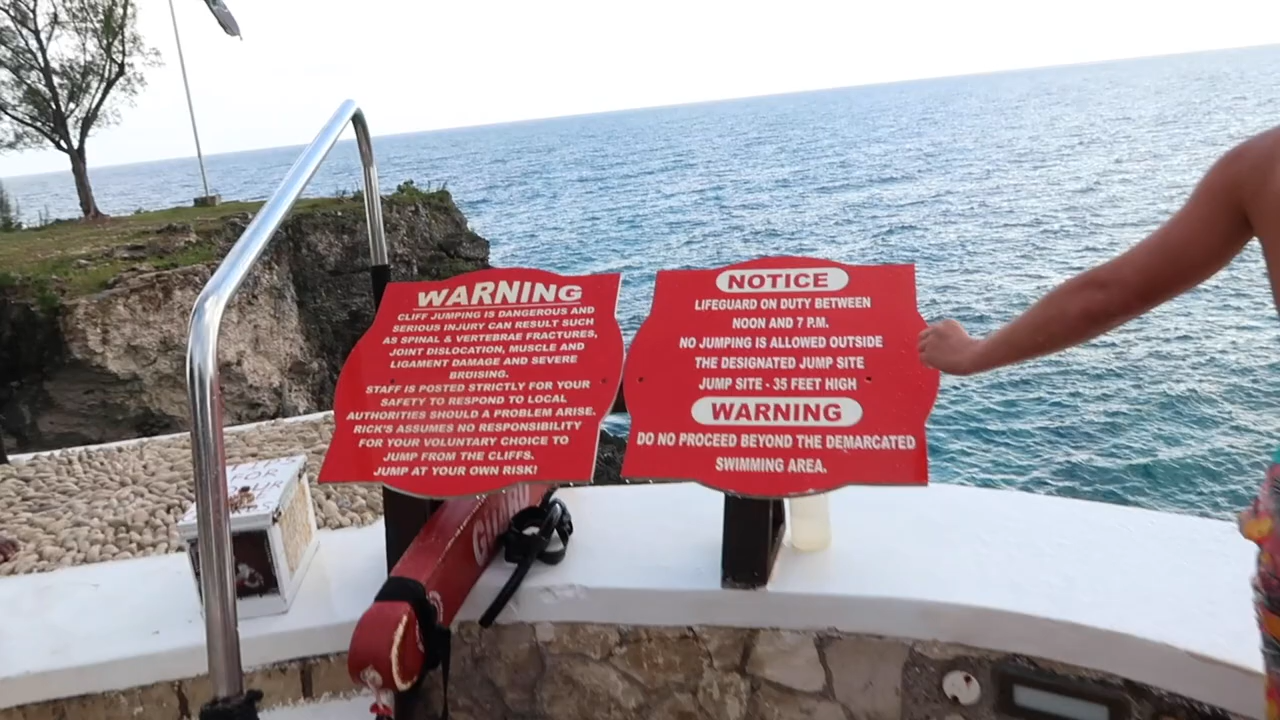 WARNING
CLIFF JUMPING IS DANGEROUS AND
SERIOUS INJURY CAN RESULT SUCH
AS SPINAL & VERTEBRAE FRACTURES,
JOINT DISLOCATION, MUSCLE AND
LIGAMENT DAMAGE AND SEVERE
BRUISING.
STAFF IS POSTED STRICTLY FOR YOUR
SAFETY TO RESPOND TO LOCAL
AUTHORITIES SHOULD A PROBLEM ARISE.
RICK'S ASSUMES NO RESPONSIBILITY
FOR YOUR VOLUNTARY CHOICE TO
JUMP FROM THE CLIFFS.
JUMP AT YOUR OWN RISK!
NOTICE
LIFEGUARD ON DUTY BETWEEN
NOON AND 7 P.M.
NO JUMPING IS ALLOWED OUTSIDE
THE DESIGNATED JUMP SITE
JUMP SITE - 35 FEET HIGH
WARNING
DO NO PROCEED BEYOND THE DEMARCATED
SWIMMING AREA.
TIPS
FOR
GUARD